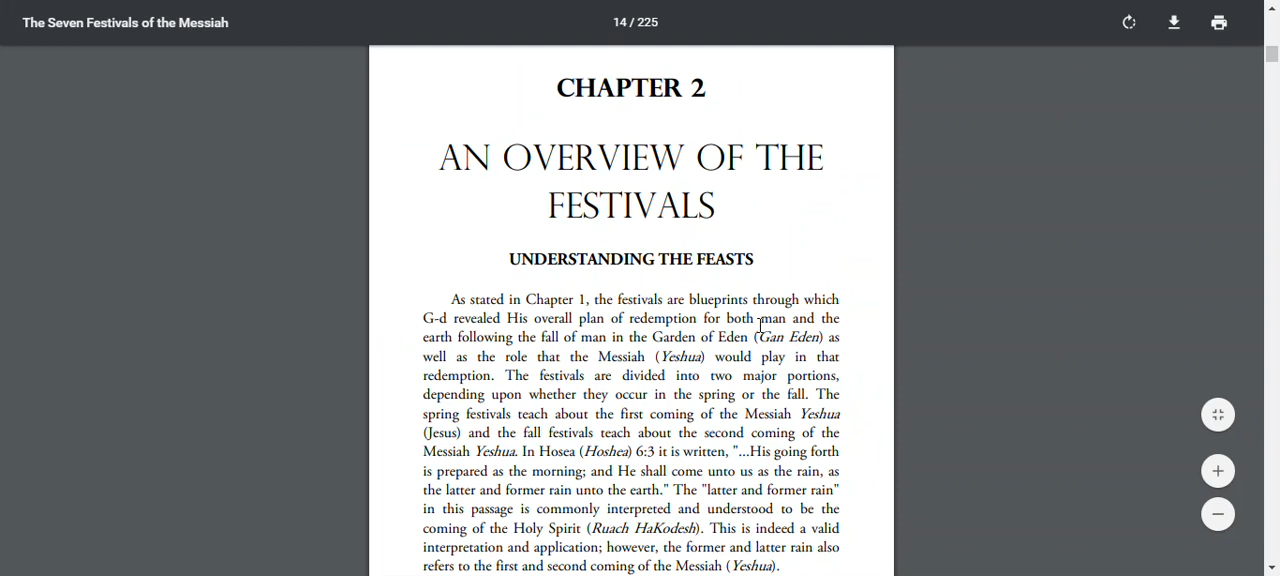 The Seven Festivals of the Messiah
14 / 225
CHAPTER 2
AN OVERVIEW OF THE
FESTIVALS
UNDERSTANDING THE FEASTS
As stated in Chapter 1, the festivals are blueprints through which
G-d revealed His overall plan of redemption for both man and the
earth following the fall of man in the Garden of Eden (Gan Eden) as
well as the role that the Messiah (Yeshua) would play in that
redemption. The festivals are divided into two major portions,
depending upon whether they occur in the spring or the fall. The
spring festivals teach about the first coming of the Messiah Yeshua
(Jesus) and the fall festivals teach about the second coming of the
Messiah Yeshua. In Hosea (Hoshea) 6:3 it is written, "...His going forth
is prepared as the morning; and He shall come unto us as the rain, as
the latter and former rain unto the earth." The "latter and former rain"
in this passage is commonly interpreted and understood to be the
coming of the Holy Spirit (Ruach HaKodesh). This is indeed a valid
interpretation and application; however, the former and latter rain also
refers to the first and second coming of the Messiah (Yeshua).